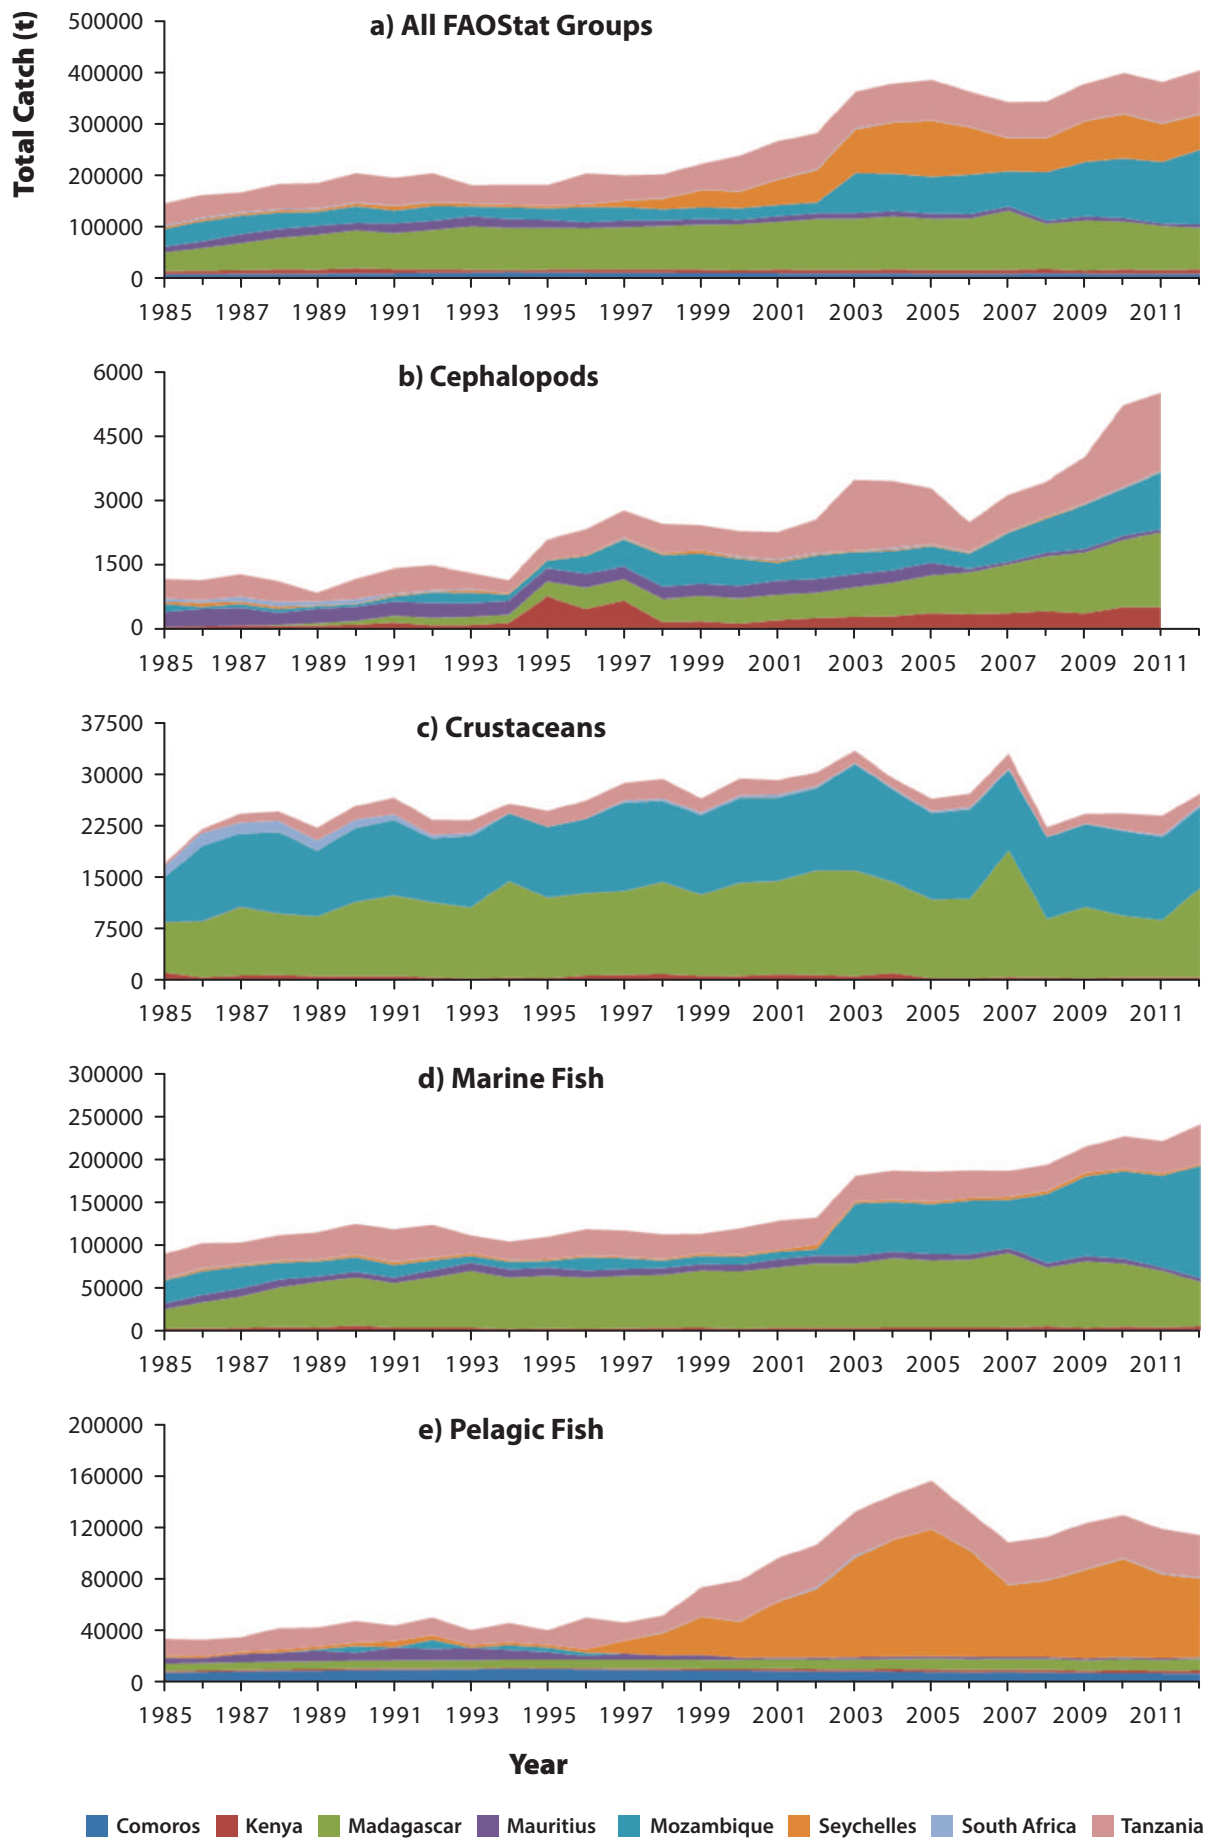 Total Catch (t)
a) All FAOStat Groups
500000
400000
300000
200000
100000
0
1985 1987 1989 1991 1993 1995 1997 1999 2001 2003 2005 2007 2009 2011
b) Cephalopods
6000
4500
3000
1500
0
1985 1987 1989 1991 1993 1995 1997 1999 2001 2003 2005 2007 2009 2011
c) Crustaceans
37500
30000
22500
15000
7500
0
1985 1987 1989 1991 1993 1995 1997 1999 2001 2003 2005 2007 2009 2011
d) Marine Fish
300000
250000
200000
150000
100000
50000
0
1985 1987 1989 1991 1993 1995 1997 1999 2001 2003 2005 2007 2009 2011
e) Pelagic Fish
200000
160000
120000
80000
40000
0
1985 1987 1989 1991 1993 1995 1997 1999 2001 2003 2005 2007 2009 2011
Year
Comoros Kenya Madagascar Mauritius Mozambique Seychelles South Africa Tanzania